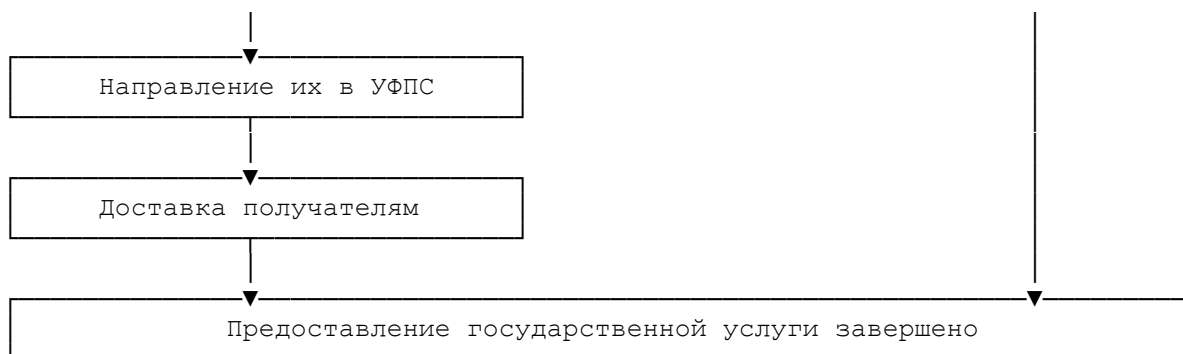 Направление их в УФПС
Доставка получателям
Предоставление государственной услуги завершено